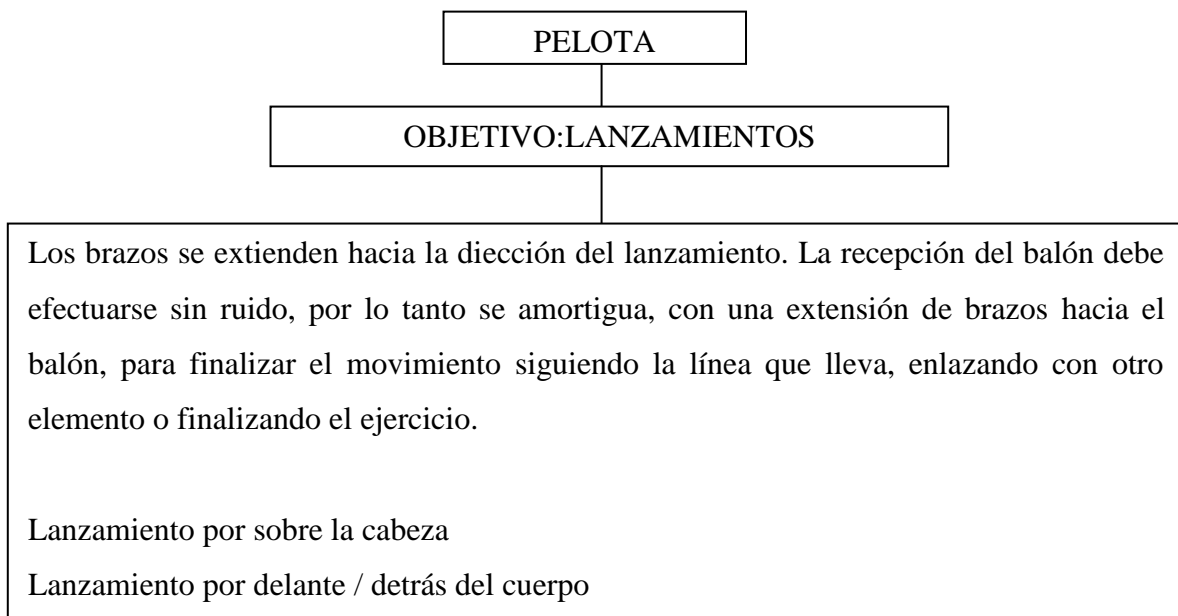 PELOTA
OBJETIVO:LANZAMIENTOS
Los brazos se extienden hacia la diección del lanzamiento. La recepción del balón debe
efectuarse sin ruido, por lo tanto se amortigua, con una extensión de brazos hacia el
balón, para finalizar el movimiento siguiendo la línea que lleva, enlazando con otro
elemento o finalizando el ejercicio.
Lanzamiento por sobre la cabeza
Lanzamiento por delante / detrás del cuerpo